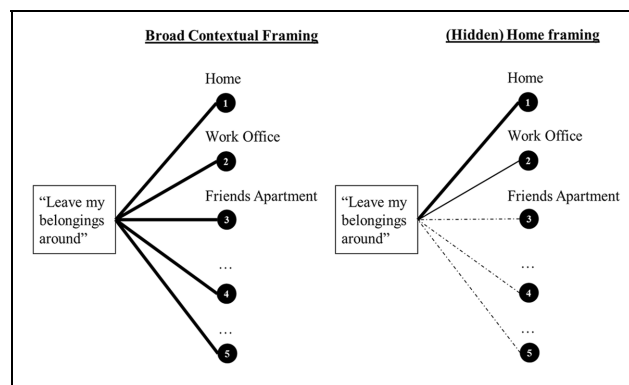 Broad Contextual Framing
Home
1
Work Office
2
Friends Apartment
3
…
4
…
5
“Leave my
belongings
around”
(Hidden) Home framing
Home
1
Work Office
2
Friends Apartment
3
…
4
…
5
“Leave my
belongings
around”